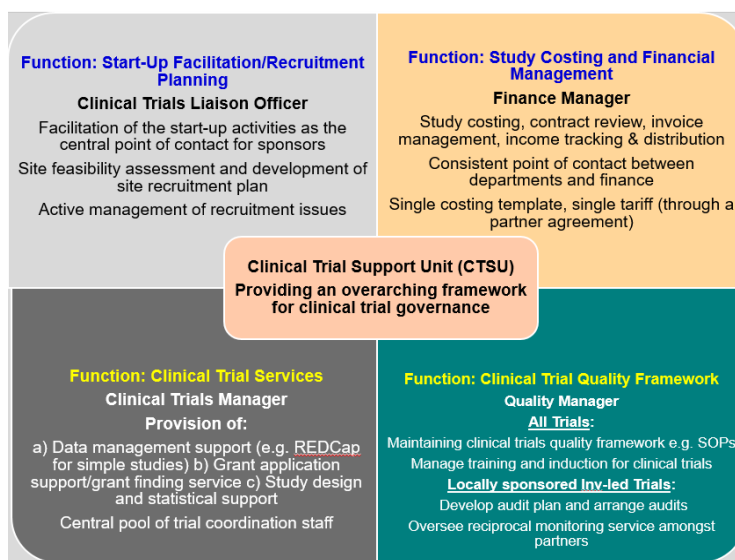 Function: Start-Up Facilitation/Recruitment
Planning
Clinical Trials Liaison Officer
Facilitation of the start-up activities as the
central point of contact for sponsors
Site feasibility assessment and development of
site recruitment plan
Active management of recruitment issues
Function: Study Costing and Financial
Management
Finance Manager
Study costing, contract review, invoice
management, income tracking & distribution
Consistent point of contact between
departments and finance
Single costing template, single tariff (through a
partner agreement)
Clinical Trial Support Unit (CTSU)
Providing an overarching framework
for clinical trial governance
Function: Clinical Trial Services
Clinical Trials Manager
Provision of:
a) Data management support (e.g. REDCap
for simple studies) b) Grant application
support/grant finding service c) Study design
and statistical support
Central pool of trial coordination staff
Function: Clinical Trial Quality Framework
Quality Manager
All Trials:
Maintaining clinical trials quality framework e.g. SOPs
Manage training and induction for clinical trials
Locally sponsored Inv-led Trials:
Develop audit plan and arrange audits
Oversee reciprocal monitoring service amongst
partners